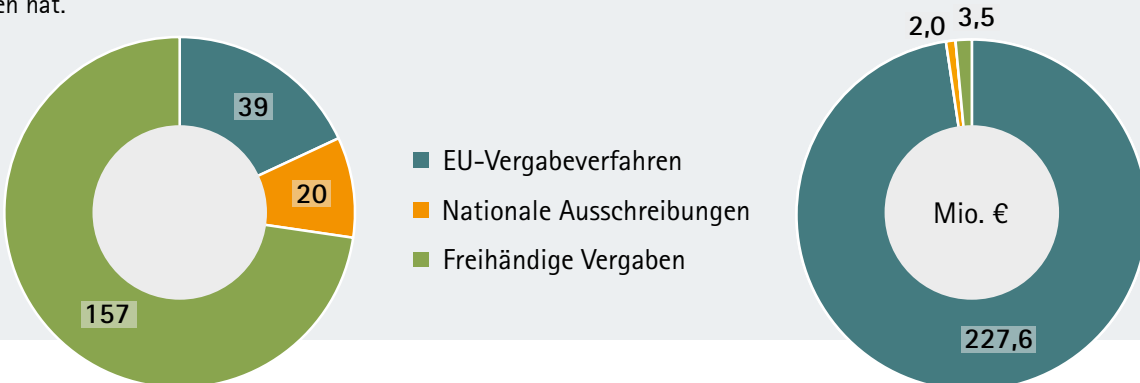 en hat.
2,0
3,5
39
20
157
EU-Vergabeverfahren
Nationale Ausschreibungen
Freihändige Vergaben
Mio. €
227,6